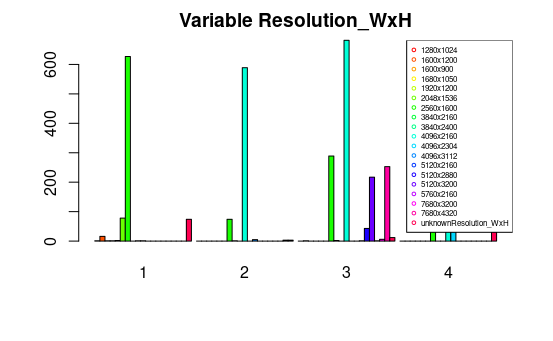 Variable Resolution_WxH
600
400
200
0
1
2
3
4
1280x1024
1600x1200
1600x900
1680x1050
1920x1200
2048x1536
2560x1600
3840x2160
3840x2400
4096x2160
4096x2304
4096x3112
5120x2160
5120x2880
5120x3200
5760x2160
7680x3200
7680x4320
unknownResolution_WxH